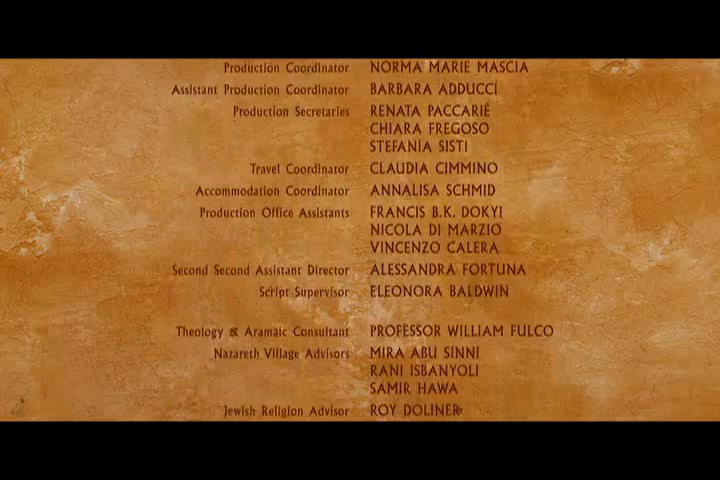 Production Coordinator NORMA MARIE MASCIA
Assistant Production Coordinator BARBARA ADDUCCI
Production Secretaries RENATA PACCARIÉ
CHIARA FREGOSO
STEFANIA SISTI
Travel Coordinator CLAUDIA CIMMINO
Accommodation Coordinator ANNALISA SCHMID
Production Office Assistants FRANCIS B.K. DOKYI
NICOLA DI MARZIO
VINCENZO CALERA
Second Second Assistant Director ALESSANDRA FORTUNA
Script Supervisor ELEONORA BALDWIN
Theology & Aramaic Consultant PROFESSOR WILLIAM FULCO
Nazareth Village Advisors MIRA ABU SINNI
RANI ISBANYOLI
SAMIR HAWA
Jewish Religion Advisor ROY DOLINER